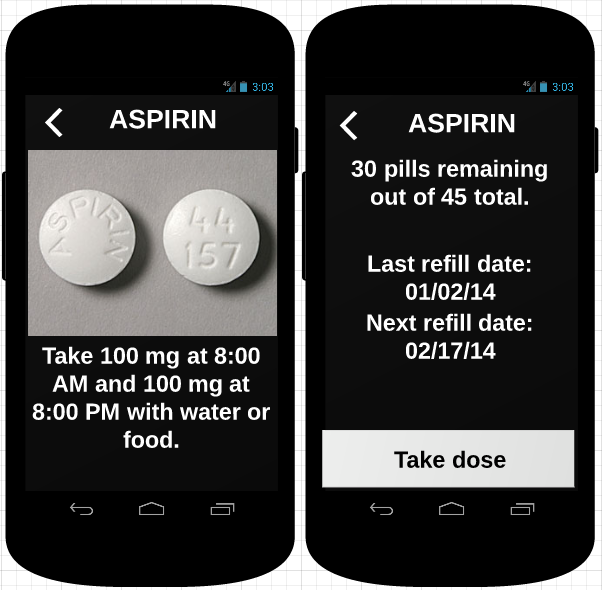 4G 3:03
ASPIRIN
ASPIRIN
44
157
Take 100 mg at 8:00
AM and 100 mg at
8:00 PM with water or
food.
4G 3:03
ASPIRIN
30 pills remaining
out of 45 total.
Last refill date:
01/02/14
Next refill date:
02/17/14
Take dose